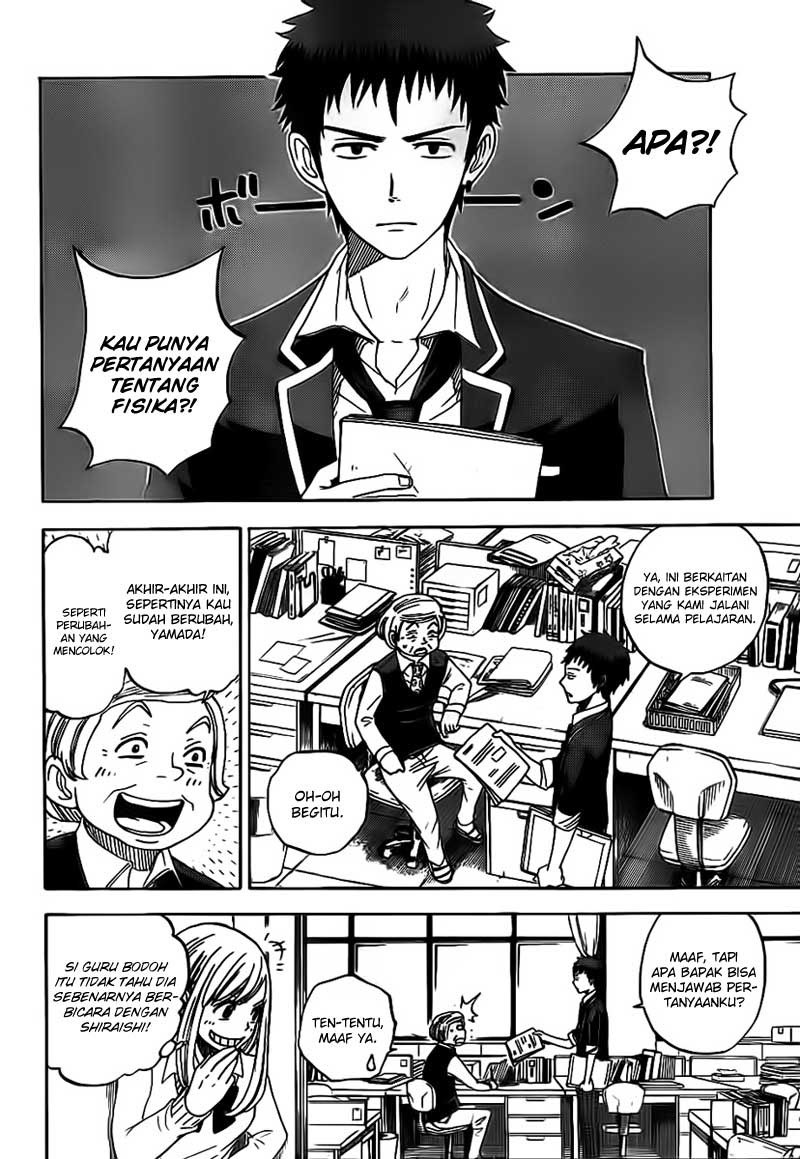 APA?!
ボーーン
KAU PUNYA
PERTANYAAN
TENTANG
FISIKA?!
YA, INI BERKAITAN
DENGAN EKSPERIMEN
YANG KAMI JALANI
SELAMA PELAJARAN.
OH-OH
BEGITU.
AKHIR-AKHIR INI,
SEPERTINYA KAU
SUDAH BERUBAH,
YAMADA!
SEPERTI
PERUBAH-
AN YANG
MENCOLOK!
MAAF, TAPI
APA BAPAK BISA
MENJAWAB PER-
TANYAANKU?
TEN-TENTU,
MAAF YA.
SI GURU BODOH
ITU TIDAK TAHU DIA
SEBENARNYA BER-
BICARA DENGAN
SHIRAISHI!